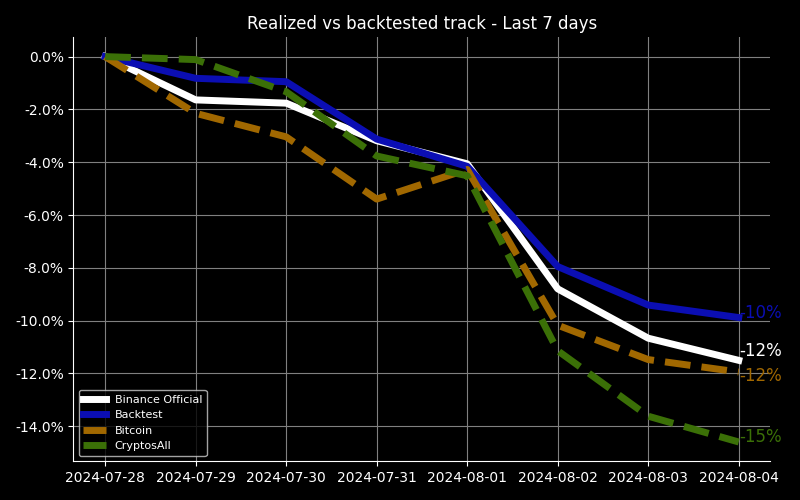 Realized vs backtested track - Last 7 days
0.0%
-2.0%
-4.0%
-6.0%
-8.0%
-10.0%
-12.0%
-14.0%
-10%
-12%
-12%
-15%
Binance Official
Backtest
Bitcoin
CryptosAll
2024-07-28 2024-07-29 2024-07-30 2024-07-31 2024-08-01 2024-08-02 2024-08-03 2024-08-04